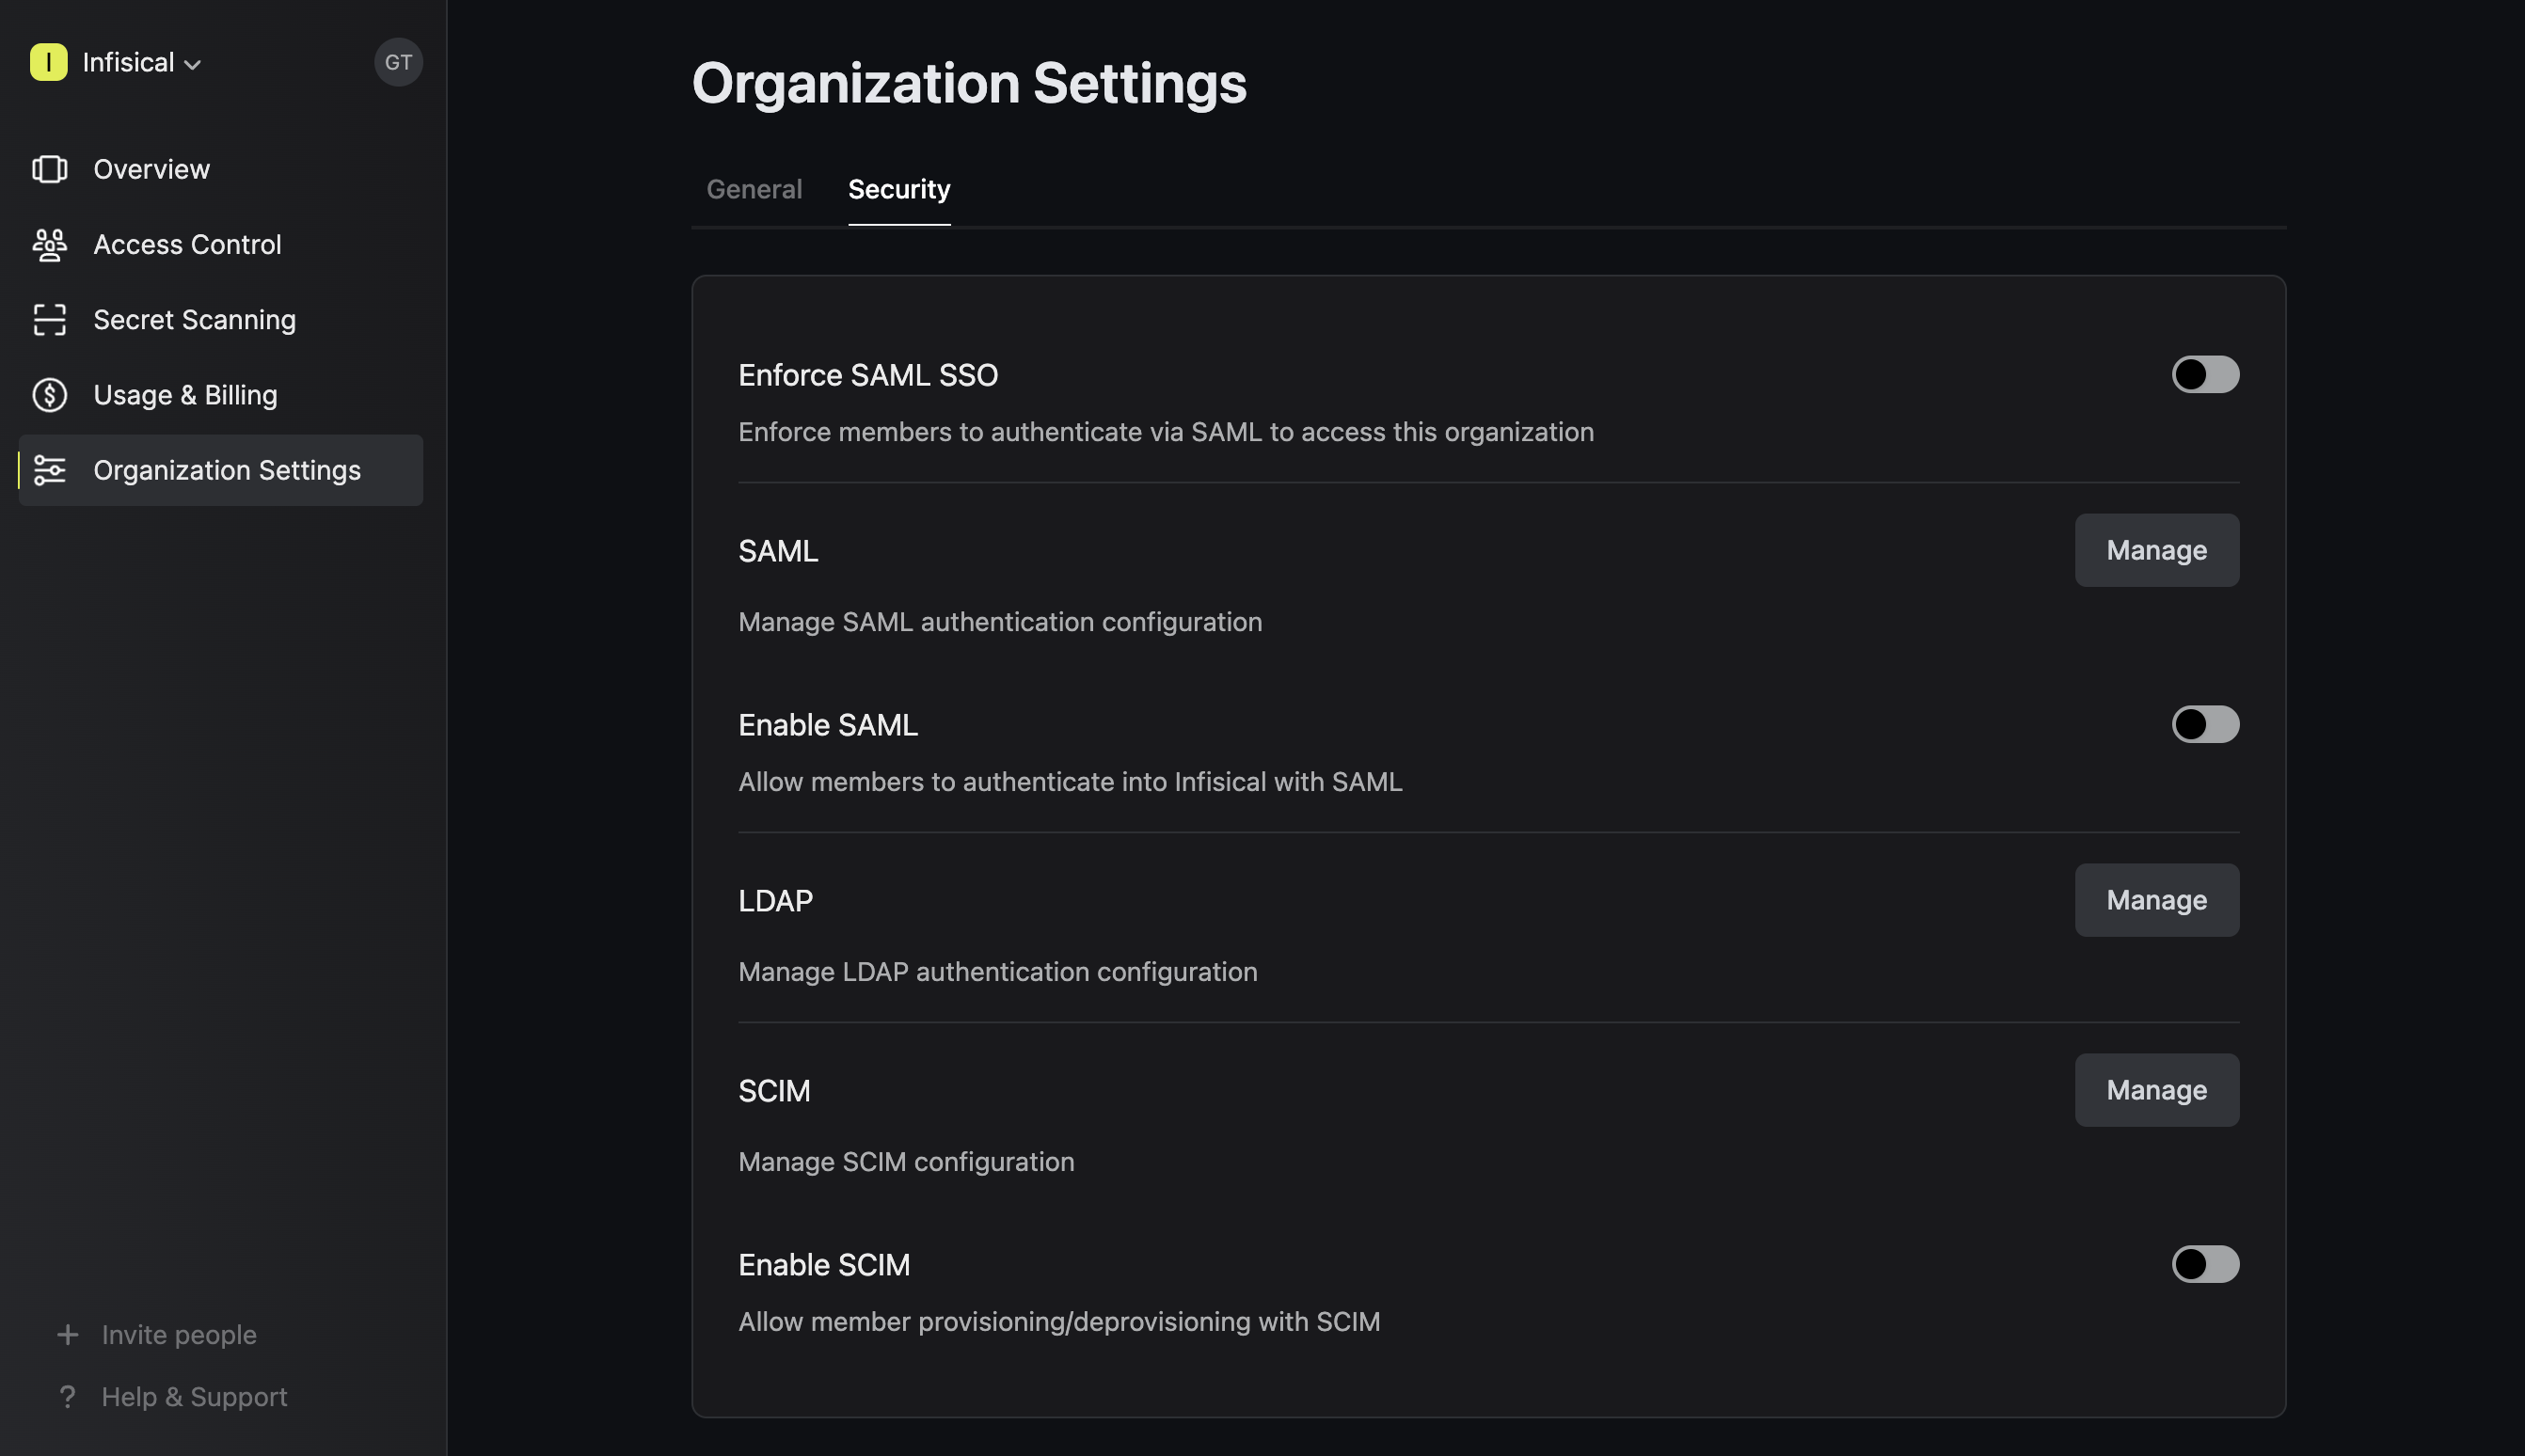 I Infisical GT
Overview
Access Control
Secret Scanning
Usage & Billing
Organization Settings
+ Invite people
? Help & Support
Organization Settings
General Security
Enforce SAML SSO
Enforce members to authenticate via SAML to access this organization
SAML Manage
Manage SAML authentication configuration
Enable SAML
Allow members to authenticate into Infisical with SAML
LDAP Manage
Manage LDAP authentication configuration
SCIM Manage
Manage SCIM configuration
Enable SCIM
Allow member provisioning/deprovisioning with SCIM